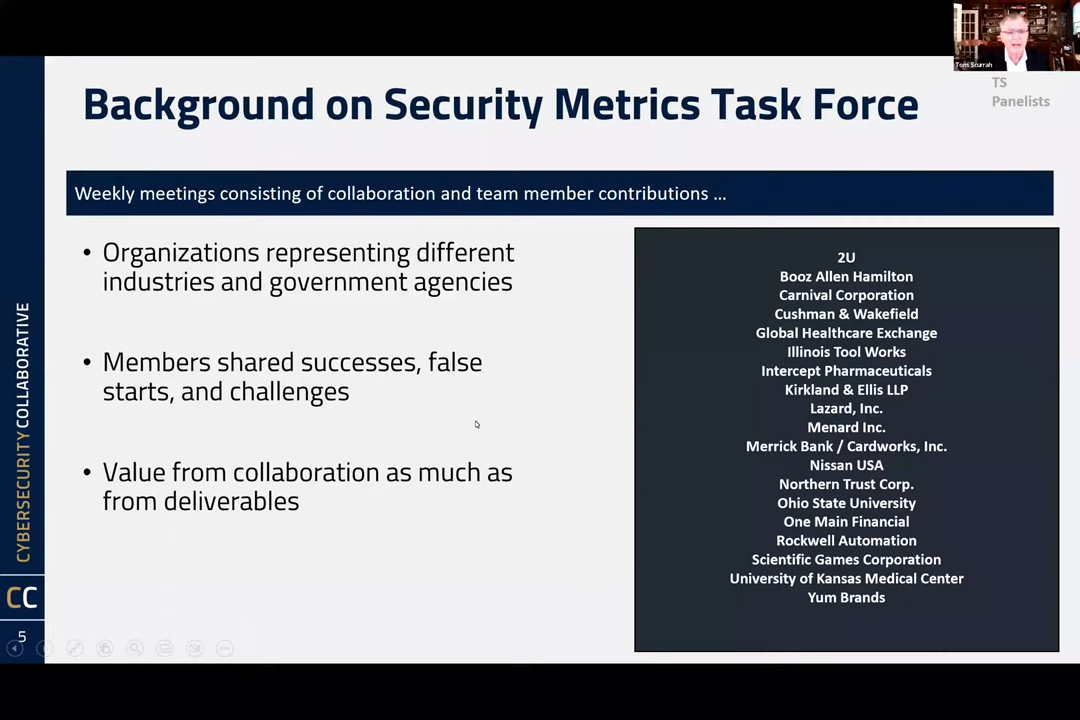 Tom Scurrah
TS
Panelists
Background on Security Metrics Task Force
Weekly meetings consisting of collaboration and team member contributions ...
• Organizations representing different
industries and government agencies
• Members shared successes, false
starts, and challenges
• Value from collaboration as much as
from deliverables
2U
Booz Allen Hamilton
Carnival Corporation
Cushman & Wakefield
Global Healthcare Exchange
Illinois Tool Works
Intercept Pharmaceuticals
Kirkland & Ellis LLP
Lazard, Inc.
Menard Inc.
Merrick Bank / Cardworks, Inc.
Nissan USA
Northern Trust Corp.
Ohio State University
One Main Financial
Rockwell Automation
Scientific Games Corporation
University of Kansas Medical Center
Yum Brands
CYBERSECURITY COLLABORATIVE
CC
5